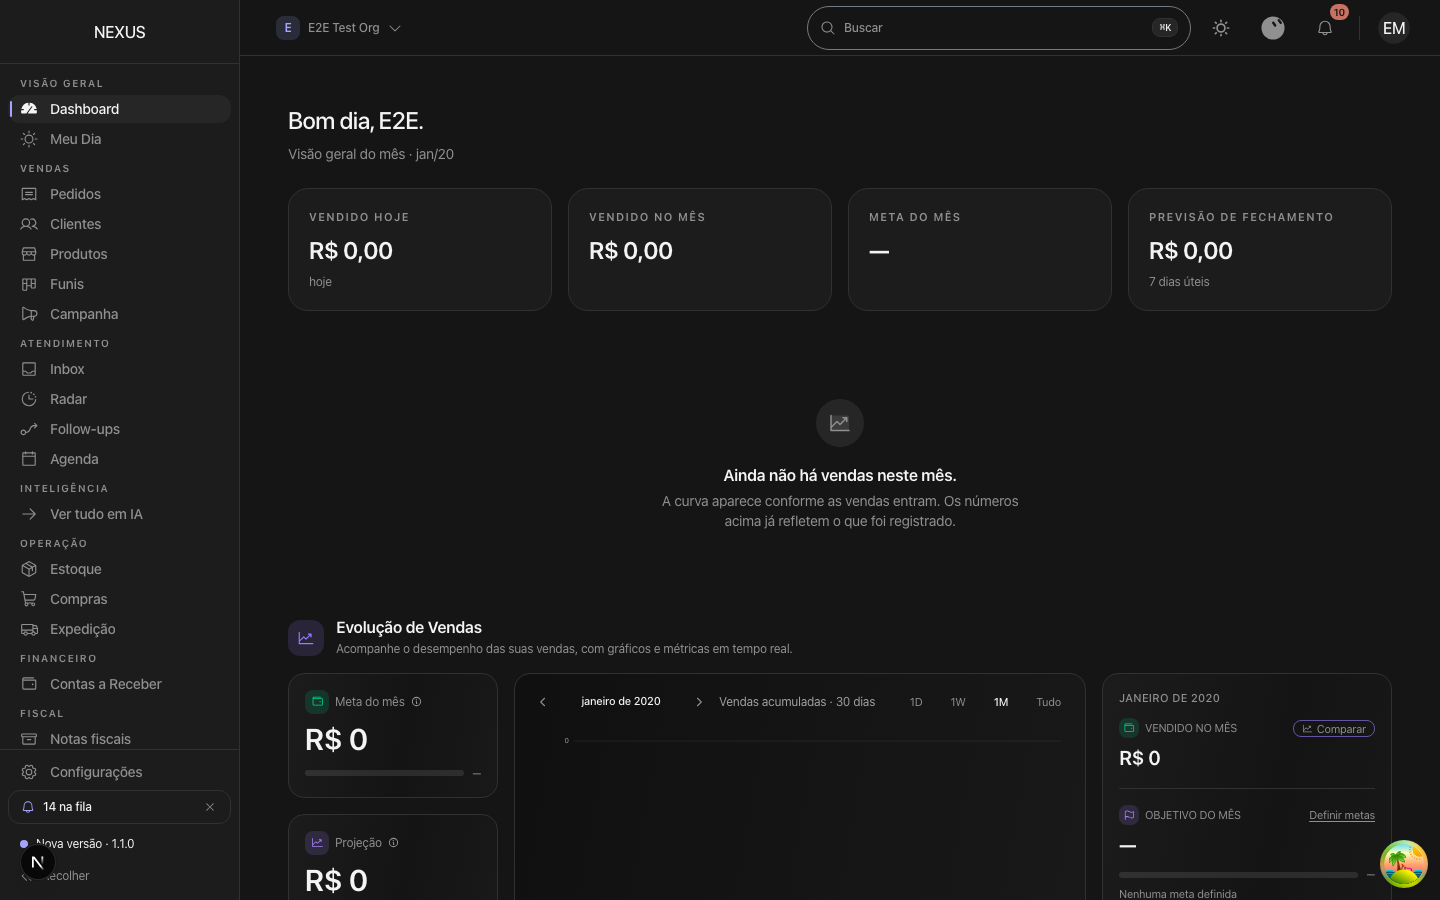 NEXUS
VISÃO GERAL
Dashboard
Meu Dia
VENDAS
Pedidos
Clientes
Produtos
Funis
Campanha
ATENDIMENTO
Inbox
Radar
Follow-ups
Agenda
INTELIGÊNCIA
Ver tudo em IA
OPERAÇÃO
Estoque
Compras
Expedição
FINANCEIRO
Contas a Receber
FISCAL
Notas fiscais
Configurações
14 na fila
Nova versão · 1.1.0
N
ecolher
E
E2E Test Org
Buscar
⌘K
10
EM
Bom dia, E2E.
Visão geral do mês · jan/20
VENDIDO HOJE
R$ 0,00
hoje
VENDIDO NO MÊS
R$ 0,00
META DO MÊS
—
PREVISÃO DE FECHAMENTO
R$ 0,00
7 dias úteis
Ainda não há vendas neste mês.
A curva aparece conforme as vendas entram. Os números
acima já refletem o que foi registrado.
Evolução de Vendas
Acompanhe o desempenho das suas vendas, com gráficos e métricas em tempo real.
Meta do mês
R$ 0
—
Projeção
R$ 0
janeiro de 2020
Vendas acumuladas · 30 dias
1D
1W
1M
Tudo
0
JANEIRO DE 2020
VENDIDO NO MÊS
Comparar
R$ 0
OBJETIVO DO MÊS
Definir metas
—
—
Nenhuma meta definida